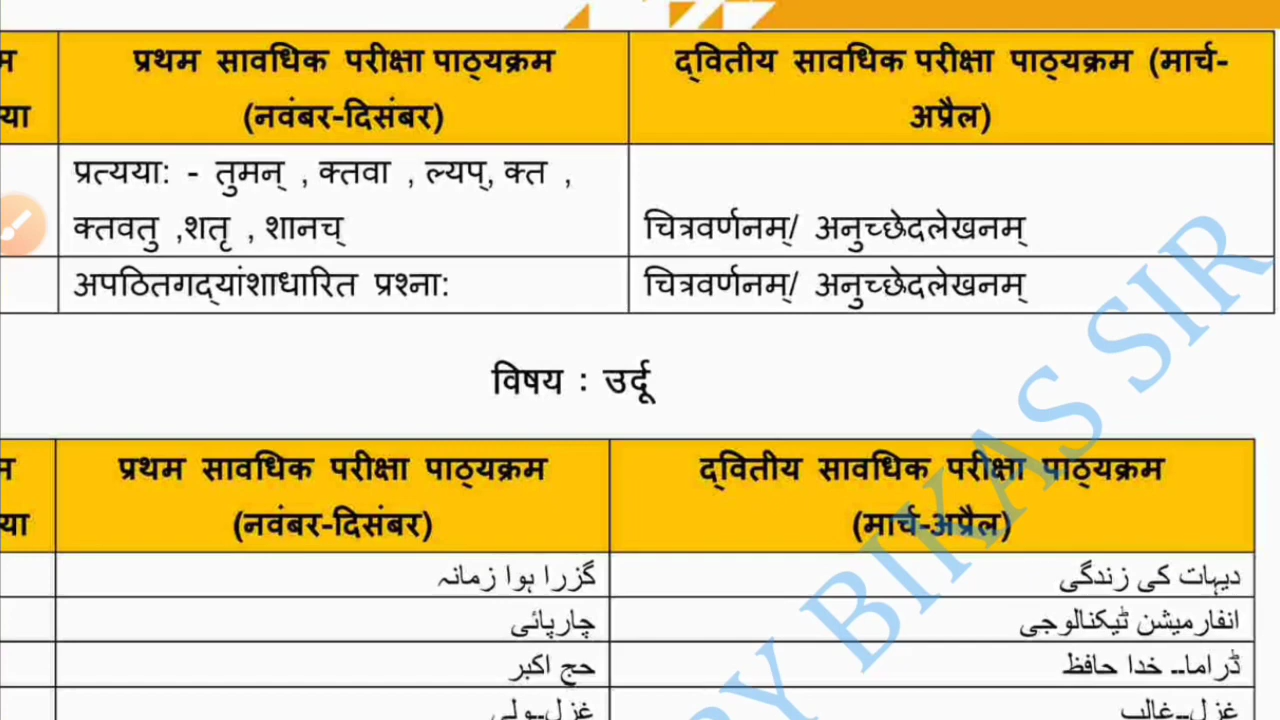 म
या
प्रथम सावधिक परीक्षा पाठ्यक्रम
(नवंबर-दिसंबर)
द्वितीय सावधिक परीक्षा पाठ्यक्रम (मार्च-
अप्रैल)
प्रत्यया: - तुमन् , क्तवा , ल्यप्, क्त ,
क्तवतु ,शतृ , शानच्
चित्रवर्णनम्/ अनुच्छेदलेखनम्
अपठितगद्यांशाधारित प्रश्ना:
चित्रवर्णनम्/ अनुच्छेदलेखनम्
विषय : उर्दू
म
या
प्रथम सावधिक परीक्षा पाठ्यक्रम
(नवंबर-दिसंबर)
द्वितीय सावधिक परीक्षा पाठ्यक्रम
(मार्च-अप्रैल)
گزرا ہوا زمانہ
دیہات کی زندگی
چارپائی
انفارمیشن ٹیکنالوجی
حج اکبر
ڈراما۔۔ خدا حافظ
غزل۔۔ولی
غزل۔۔غالب
BY BIKAS SIR